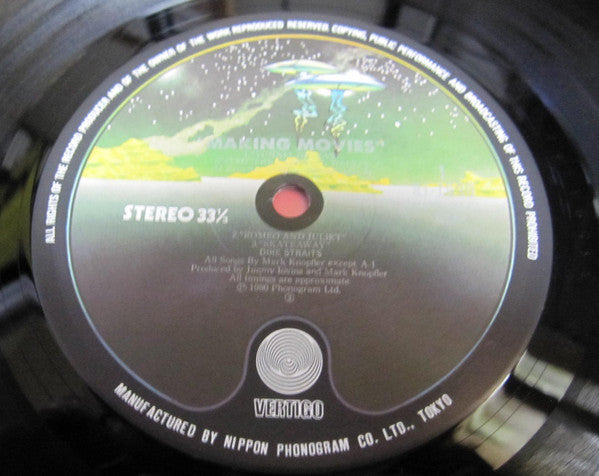 ALL RIGHTS OF THE RECORD PRODUCER AND OF THE OWNER OF THE WORK REPRODUCED RESERVED. COPYING, PUBLIC PERFORMANCE AND BROADCASTING OF THIS RECORD PROHIBITED
MAKING MOVIES"
STEREO 33⅓
2."ROMEO AND JULIET"
3."SKATEAWAY"
DIRE STRAITS
All Songs By Mark Knopfler except A-1
Produced by Jimmy Iovine and Mark Knopfler
All timings are approximate
℗ 1980 Phonogram Ltd.
VERTIGO
MANUFACTURED BY NIPPON PHONOGRAM CO. LTD., TOKYO